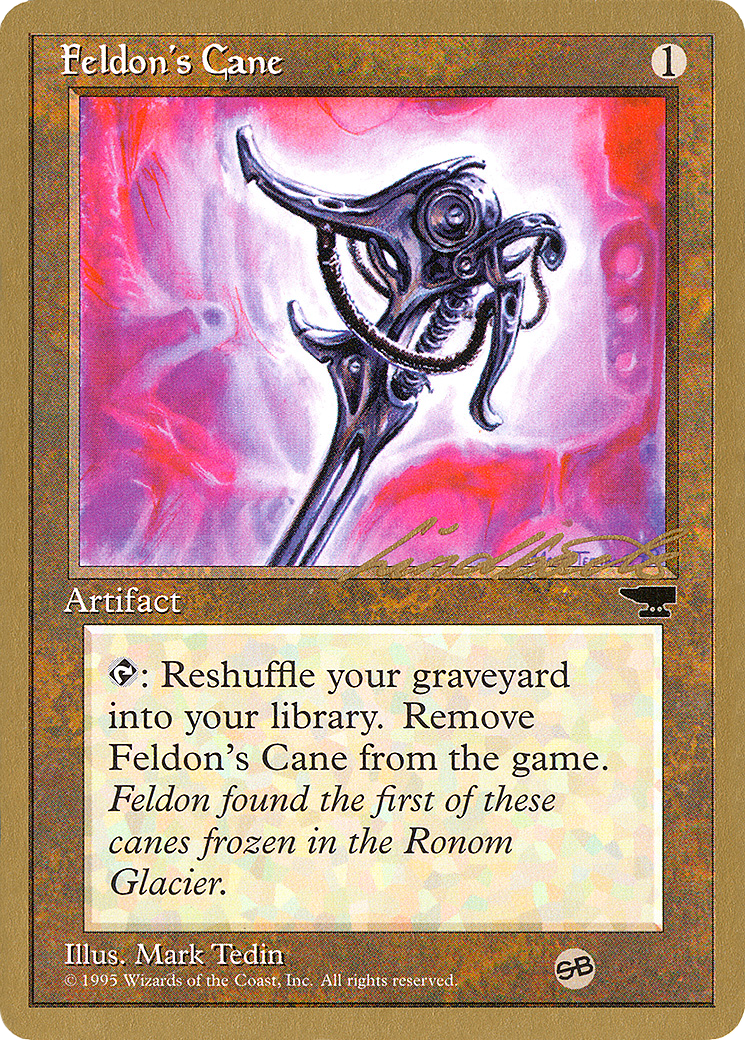 Feldon's Cane 1
Artifact
: Reshuffle your graveyard
into your library. Remove
Feldon's Cane from the game.
Feldon found the first of these
canes frozen in the Ronom
Glacier.
Illus. Mark Tedin
© 1995 Wizards of the Coast, Inc. All rights reserved.
SB